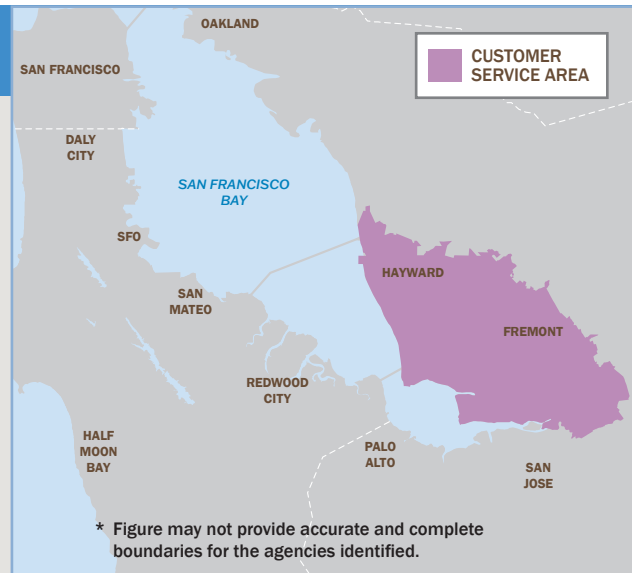 OAKLAND
CUSTOMER
SERVICE AREA
SAN FRANCISCO
DALY
CITY
SAN FRANCISCO
BAY
SFO
HAYWARD
SAN
MATEO
FREMONT
REDWOOD
CITY
HALF
MOON
BAY
PALO
ALTO
SAN
JOSE
* Figure may not provide accurate and complete
boundaries for the agencies identified.